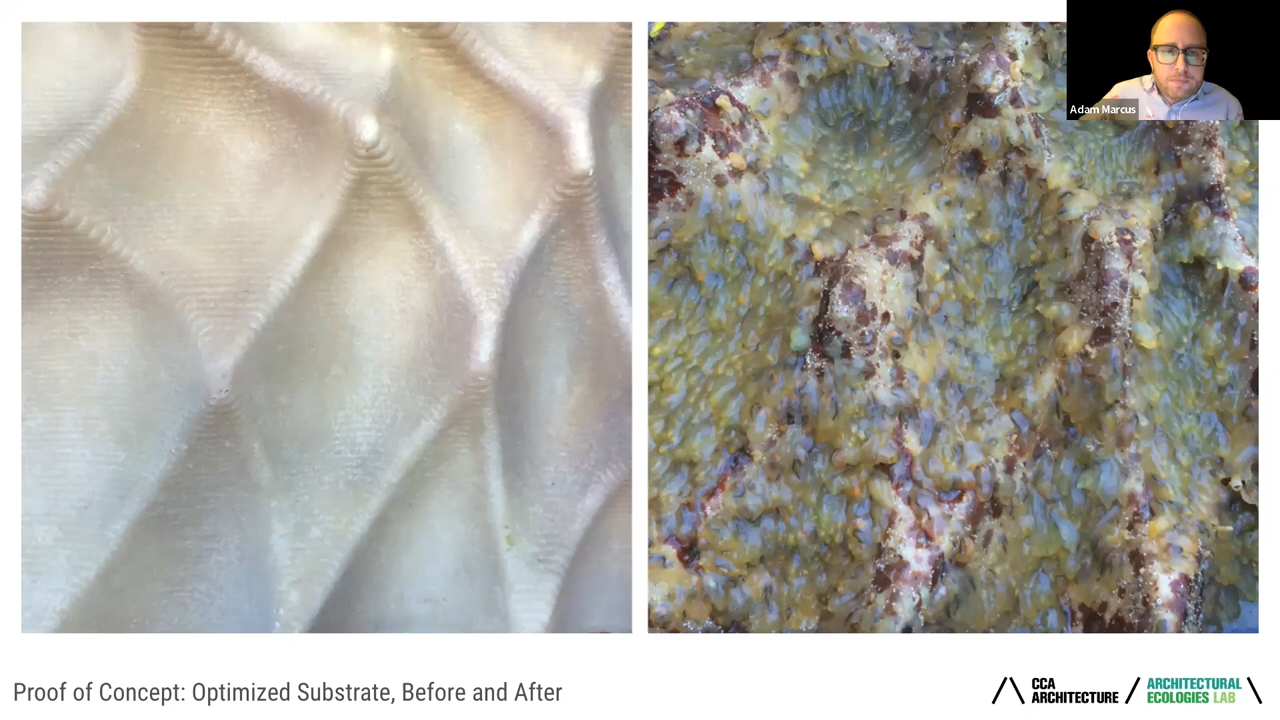 Adam Marcus
Proof of Concept: Optimized Substrate, Before and After
CCA
ARCHITECTURE
ARCHITECTURAL
ECOLOGIES LAB